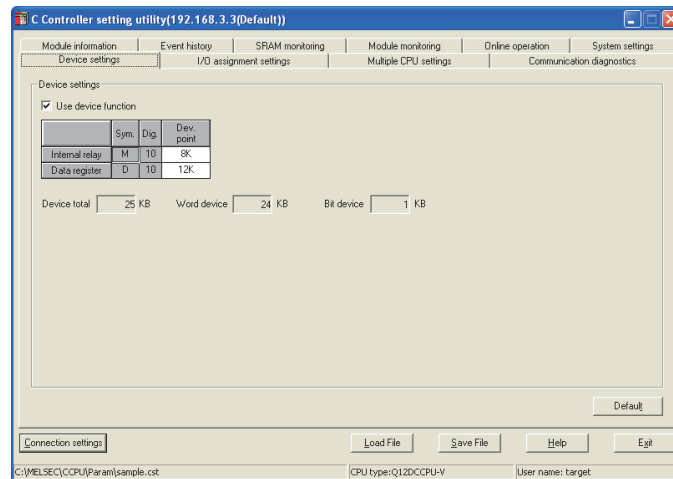 C Controller setting utility(192.168.3.3(Default))
Module information Event history SRAM monitoring Module monitoring Online operation System settings
Device settings I/O assignment settings Multiple CPU settings Communication diagnostics
Device settings
Use device function
Sym. Dig. Dev. point
Internal relay M 10 8K
Data register D 10 12K
Device total 25 KB Word device 24 KB Bit device 1 KB
Default
Connection settings Load File Save File Help Exit
C:\MELSEC\CCPU\Param\sample.cst CPU type:Q12DCCPU-V User name: target